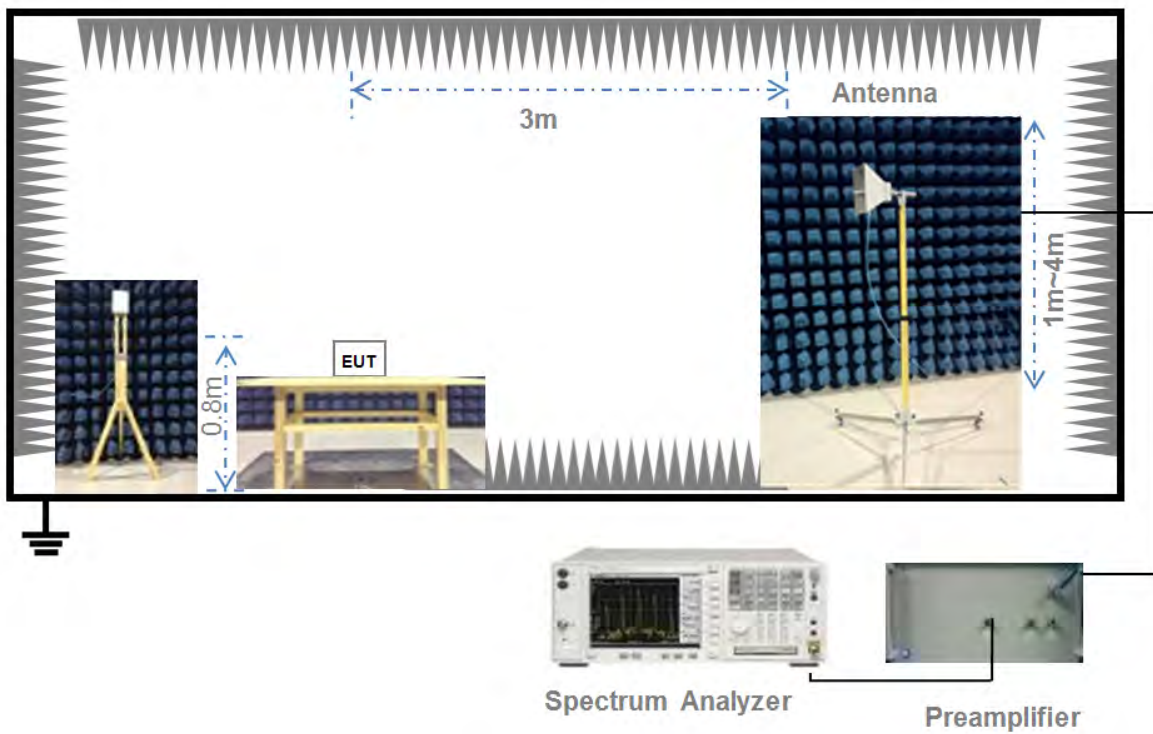 Antenna
3m
1m~4m
EUT
0.8m
Spectrum Analyzer
Preamplifier